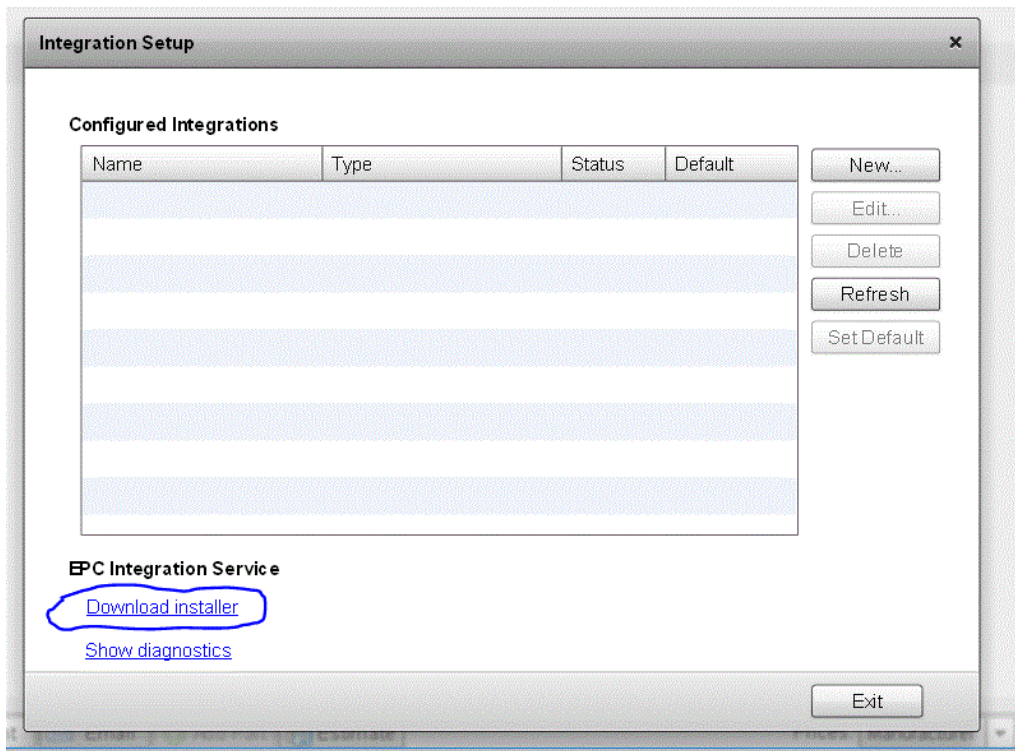 Integration Setup x
Configured Integrations
Name Type Status Default
New...
Edit...
Delete
Refresh
Set Default
EPC Integration Service
Download installer
Show diagnostics
Exit
Email Estimate Prices Manufacturer